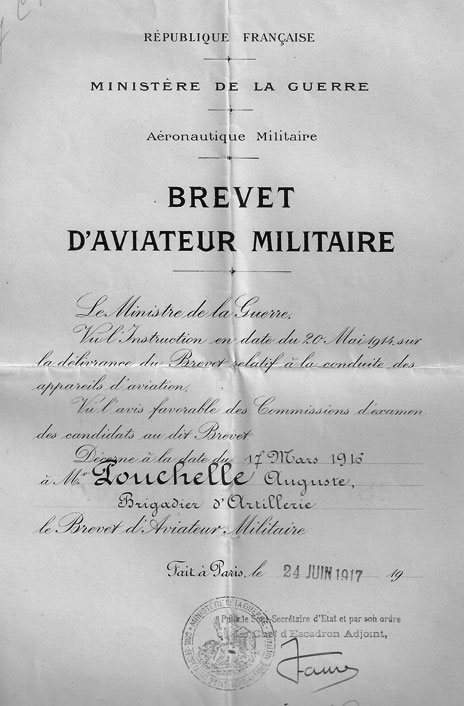 RÉPUBLIQUE FRANÇAISE
MINISTÈRE DE LA GUERRE
Aéronautique Militaire
BREVET
D'AVIATEUR MILITAIRE
Le Ministre de la Guerre,
Vu l'Instruction en date du 20 Mai 1914, sur
la délivrance du Brevet relatif à la conduite des
appareils d'aviation,
Vu l'avis favorable des Commissions d'examen
des candidats au dit Brevet
Décerne à la date du 17 Mars 1915
à Mr Pouchelle Auguste,
Brigadier d'Artillerie
le Brevet d'Aviateur Militaire
Fait à Paris, le 24 JUIN 1917 19
Pour le Sous-Secrétaire d'Etat et par son ordre
Le Chef d'Escadron Adjoint,
MINISTÈRE DE LA GUERRE